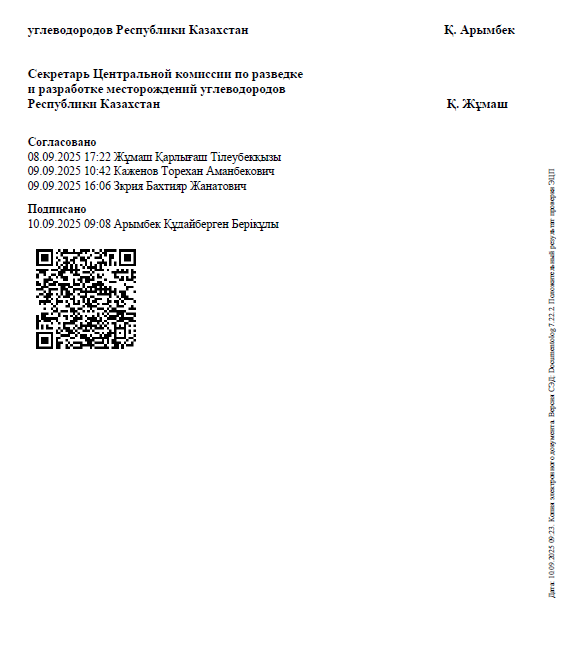 углеводородов Республики Казахстан Қ. Арымбек
Секретарь Центральной комиссии по разведке
и разработке месторождений углеводородов
Республики Казахстан Қ. Жұмаш
Согласовано
08.09.2025 17:22 Жұмаш Қарлығаш Тілеубекқызы
09.09.2025 10:42 Каженов Торехан Аманбекович
09.09.2025 16:06 Зкрия Бахтияр Жанатович
Подписано
10.09.2025 09:08 Арымбек Құдайберген Берікұлы
Дата: 10.09.2025 09:23. Копия электронного документа. Версия СЭД: Documentolog 7.22.2. Положительный результат проверки ЭЦП